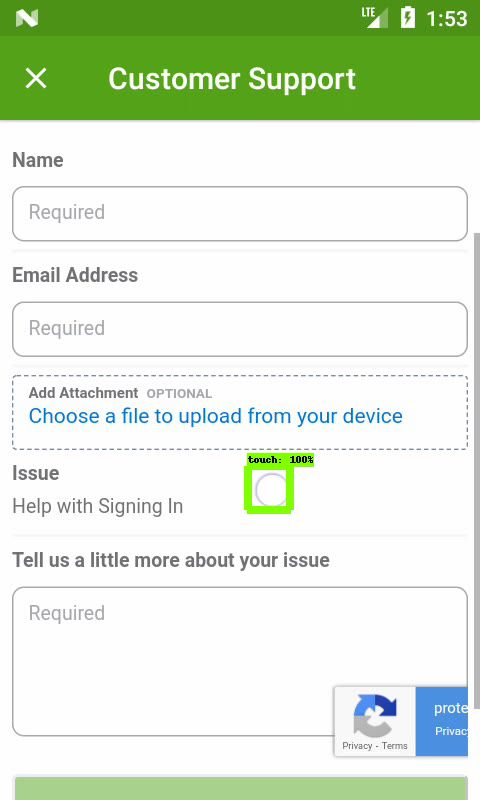 LTE 1:53
Customer Support
Name
Required
Email Address
Required
Add Attachment OPTIONAL
Choose a file to upload from your device
touch: 100%
Issue
Help with Signing In
Tell us a little more about your issue
Required
prote
Privacy - Terms
Privac